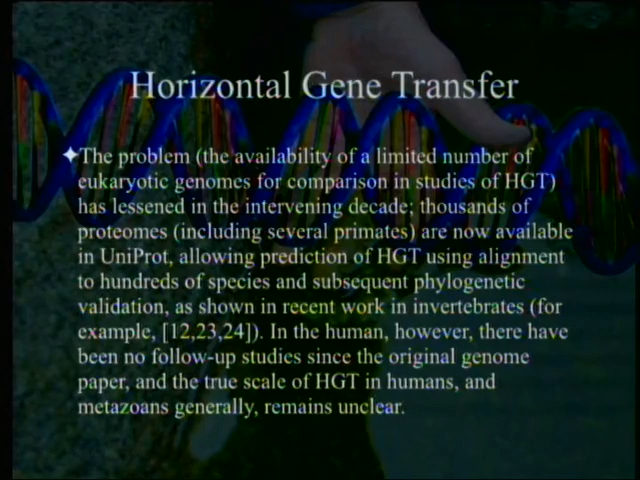 Horizontal Gene Transfer
The problem (the availability of a limited number of
eukaryotic genomes for comparison in studies of HGT)
has lessened in the intervening decade; thousands of
proteomes (including several primates) are now available
in UniProt, allowing prediction of HGT using alignment
to hundreds of species and subsequent phylogenetic
validation, as shown in recent work in invertebrates (for
example, [12,23,24]). In the human, however, there have
been no follow-up studies since the original genome
paper, and the true scale of HGT in humans, and
metazoans generally, remains unclear.